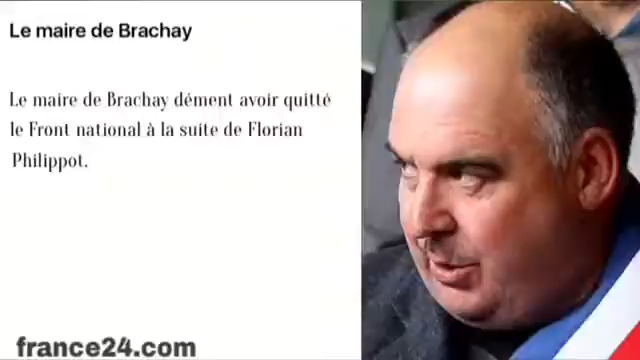 Le maire de Brachay
Le maire de Brachay dément avoir quitté
le Front national à la suite de Florian
Philippot.
france24.com